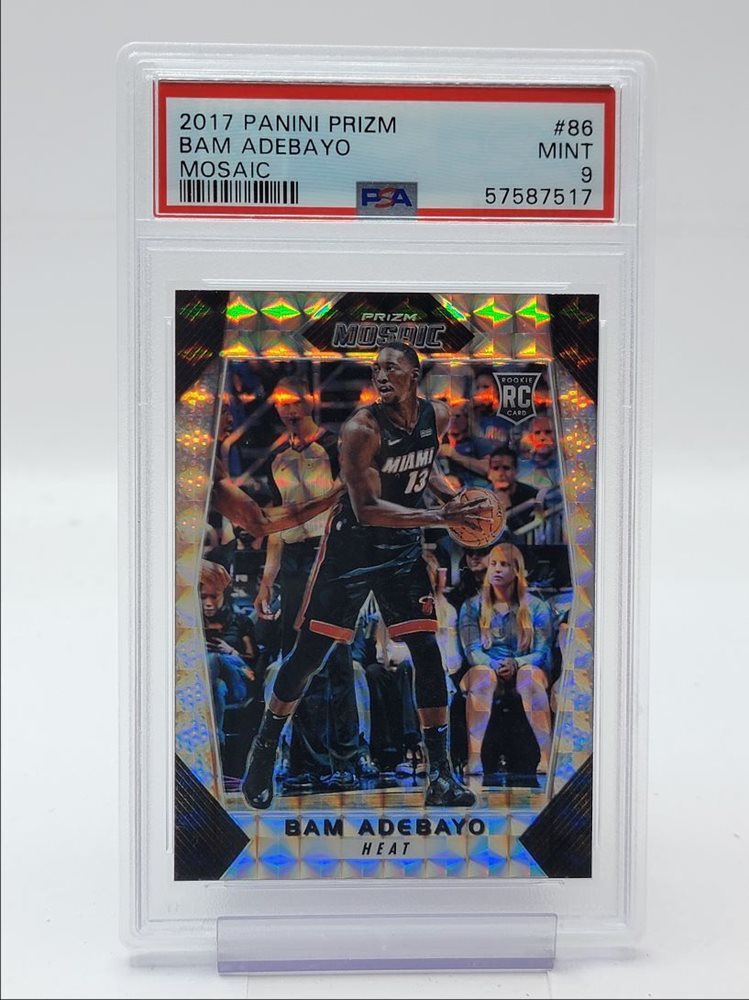 2017 PANINI PRIZM #86
BAM ADEBAYO MINT
MOSAIC 9
PSA 57587517
PRIZM
MOSAIC
ROOKIE
RC
CARD
MIAMI
13
BAM ADEBAYO
HEAT